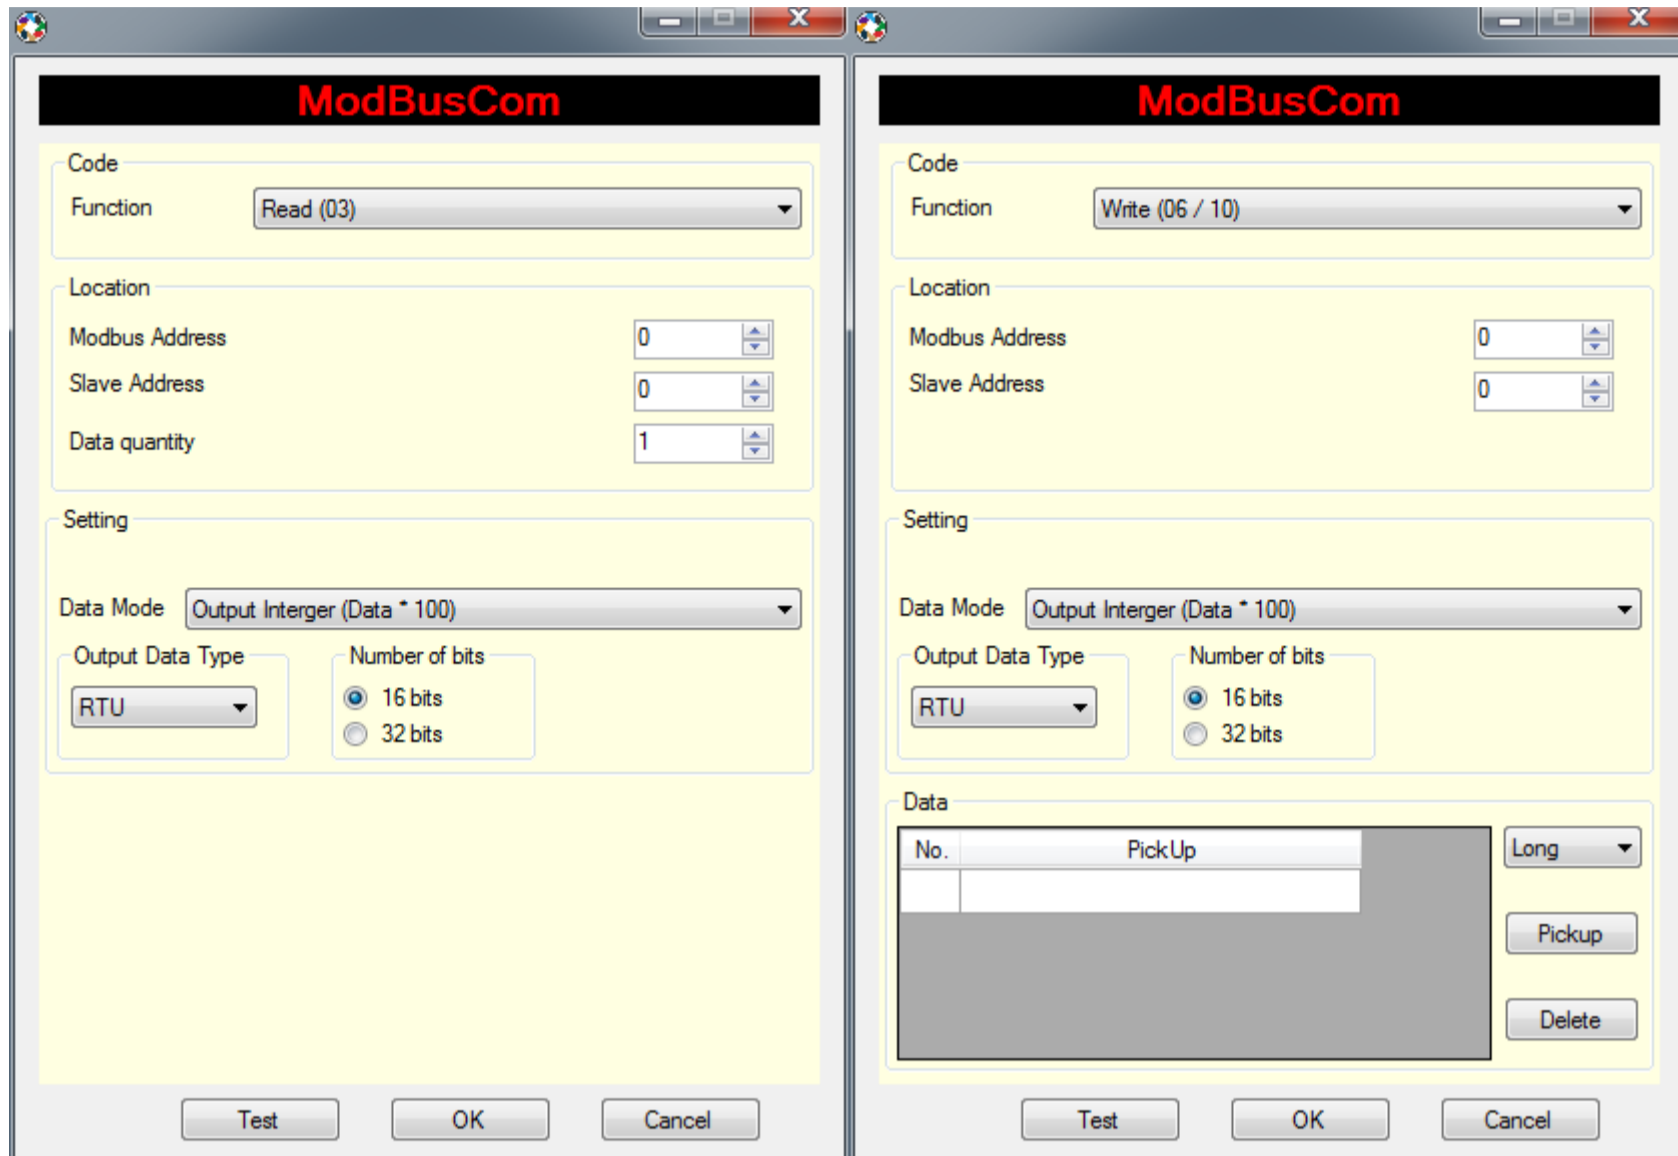 ModBusCom
Code
Function
Read (03)
Location
Modbus Address
0
Slave Address
0
Data quantity
1
Setting
Data Mode
Output Interger (Data * 100)
Output Data Type
RTU
Number of bits
16 bits
32 bits
Test
OK
Cancel
ModBusCom
Code
Function
Write (06 / 10)
Location
Modbus Address
0
Slave Address
0
Setting
Data Mode
Output Interger (Data * 100)
Output Data Type
RTU
Number of bits
16 bits
32 bits
Data
No.
PickUp
Long
Pickup
Delete
Test
OK
Cancel